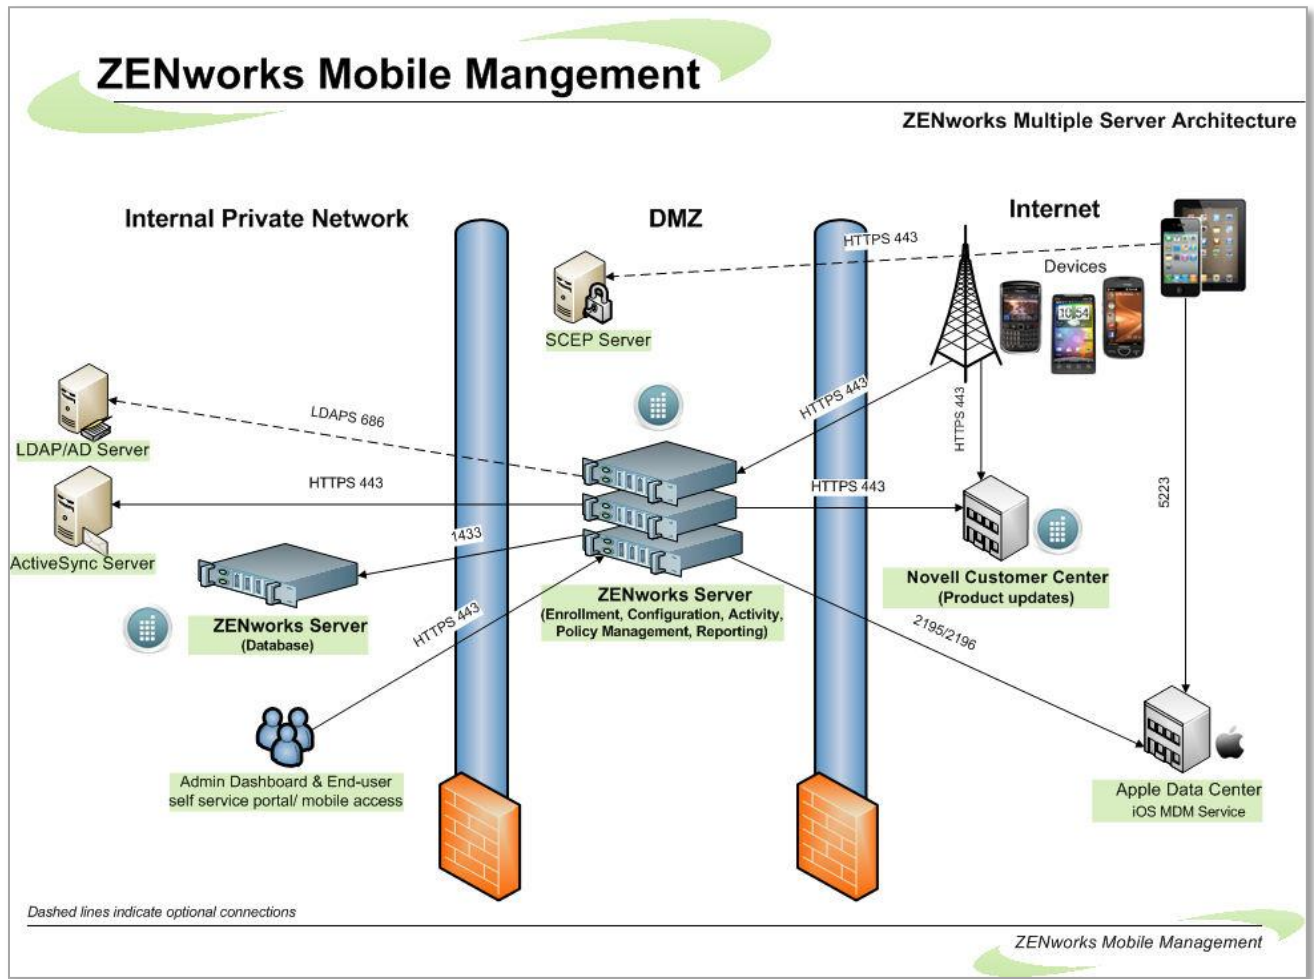 ZENworks Mobile Mangement
ZENworks Multiple Server Architecture
Internal Private Network
DMZ
Internet
HTTPS 443
Devices
SCEP Server
HTTPS 443
HTTPS 443
LDAPS 686
LDAP/AD Server
HTTPS 443
HTTPS 443
5223
1433
ActiveSync Server
Novell Customer Center
(Product updates)
ZENworks Server
(Enrollment, Configuration, Activity,
Policy Management, Reporting)
ZENworks Server
(Database)
HTTPS 443
2195/2196
Admin Dashboard & End-user
self service portal/ mobile access
Apple Data Center
iOS MDM Service
Dashed lines indicate optional connections
ZENworks Mobile Management